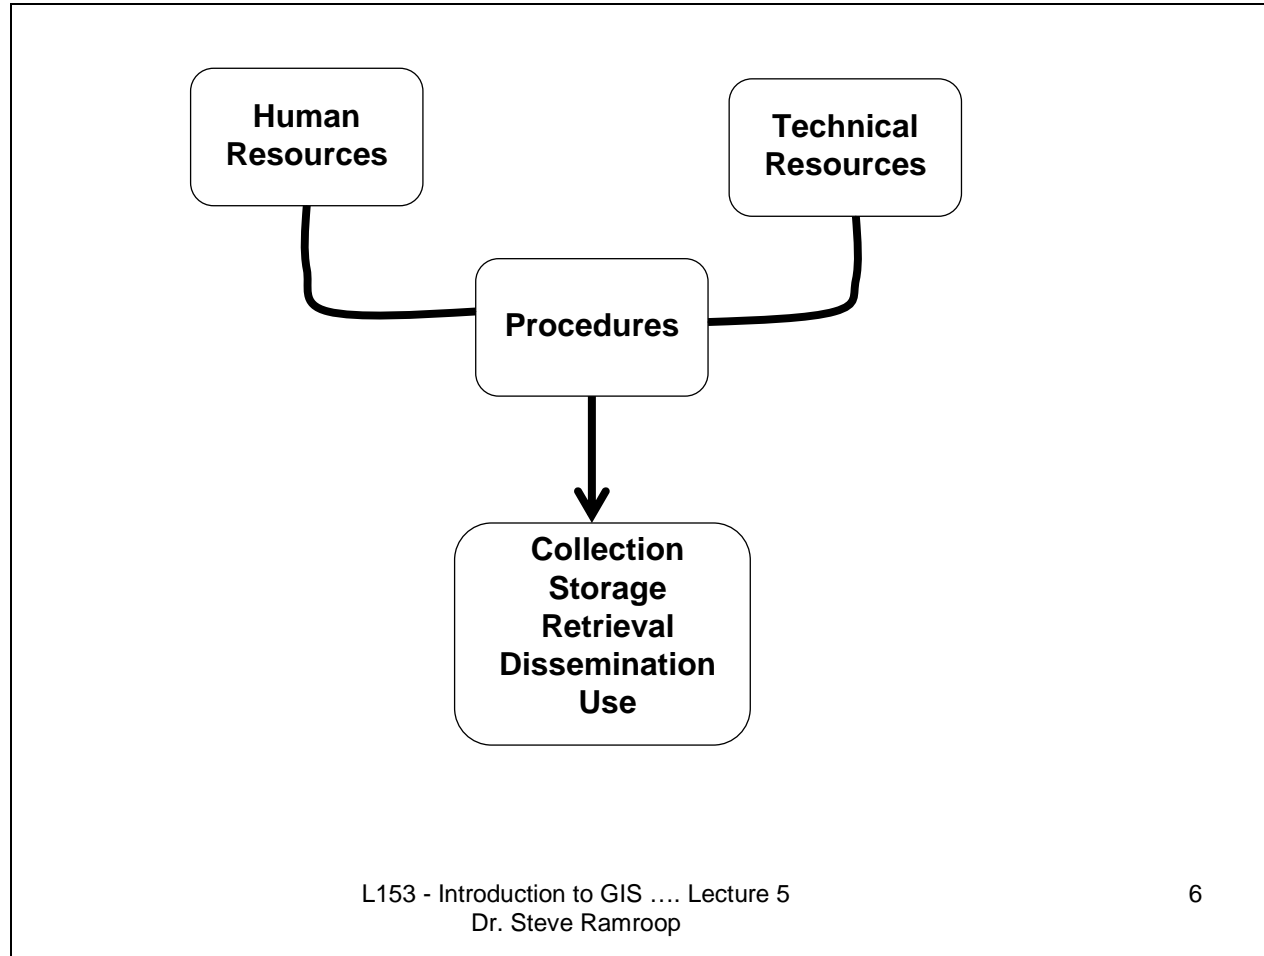 Human
Resources
Technical
Resources
Procedures
Collection
Storage
Retrieval
Dissemination
Use
L153 - Introduction to GIS …. Lecture 5
Dr. Steve Ramroop
6